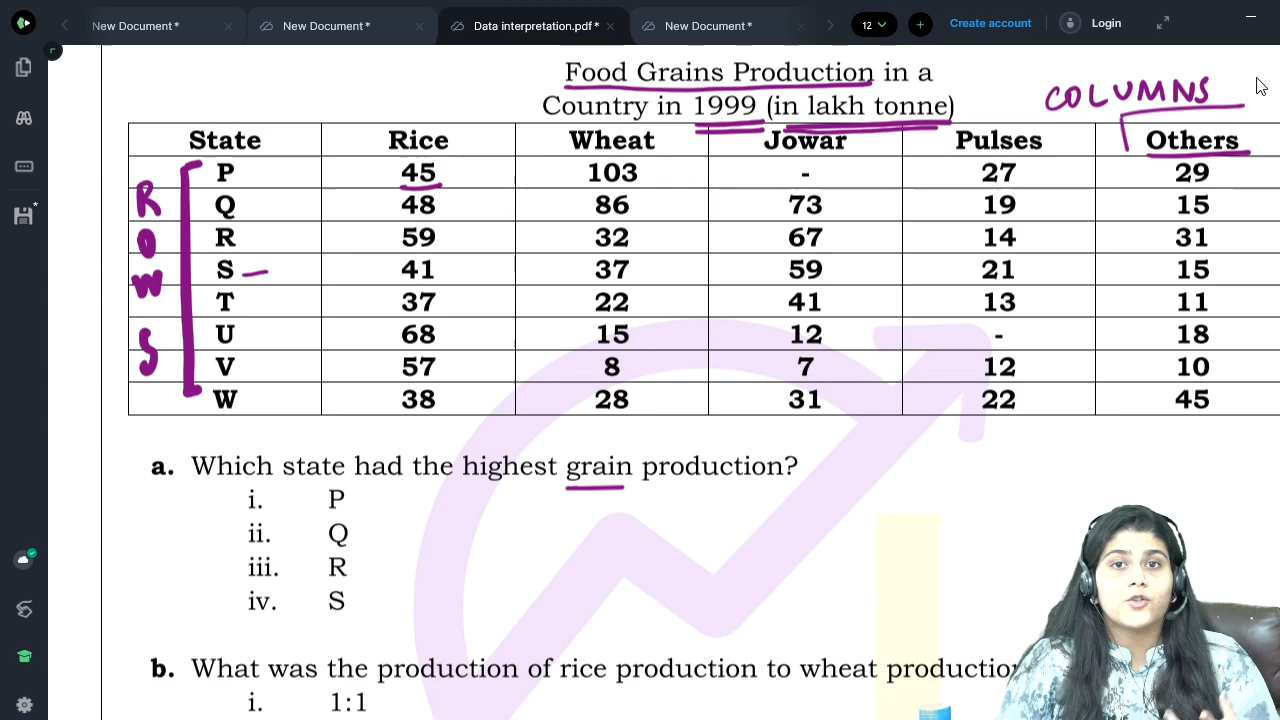 New Document* New Document* Data interpretation.pdf* New Document* 12 Create account Login
Food Grains Production in a
Country in 1999 (in lakh tonne)
COLUMNS
State Rice Wheat Jowar Pulses Others
P 45 103 - 27 29
Q 48 86 73 19 15
R 59 32 67 14 31
S 41 37 59 21 15
T 37 22 41 13 11
U 68 15 12 - 18
V 57 8 7 12 10
W 38 28 31 22 45
ROWS
a. Which state had the highest grain production?
i. P
ii. Q
iii. R
iv. S
b. What was the production of rice production to wheat
i. 1:1